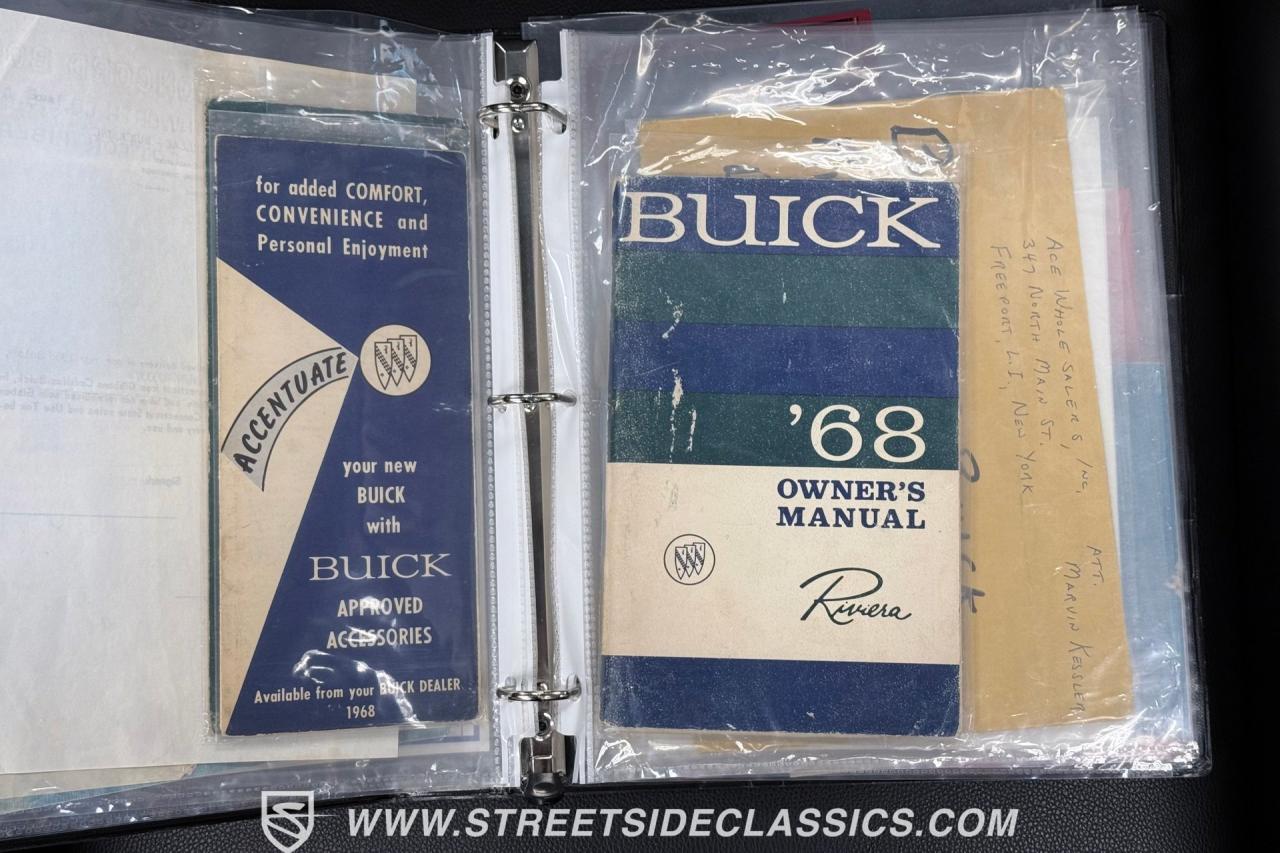 for added COMFORT,
CONVENIENCE and
Personal Enjoyment
ACCENTUATE
your new
BUICK
with
BUICK
APPROVED
ACCESSORIES
Available from your BUICK DEALER
1968
BUICK
'68
OWNER'S
MANUAL
Riviera
ACE WHOLESALERS, INC,
347 NORTH MAIN ST.
FREEPORT, L.I., NEW YORK
ATT. MARVIN KESSLER
WWW.STREETSIDECLASSICS.COM